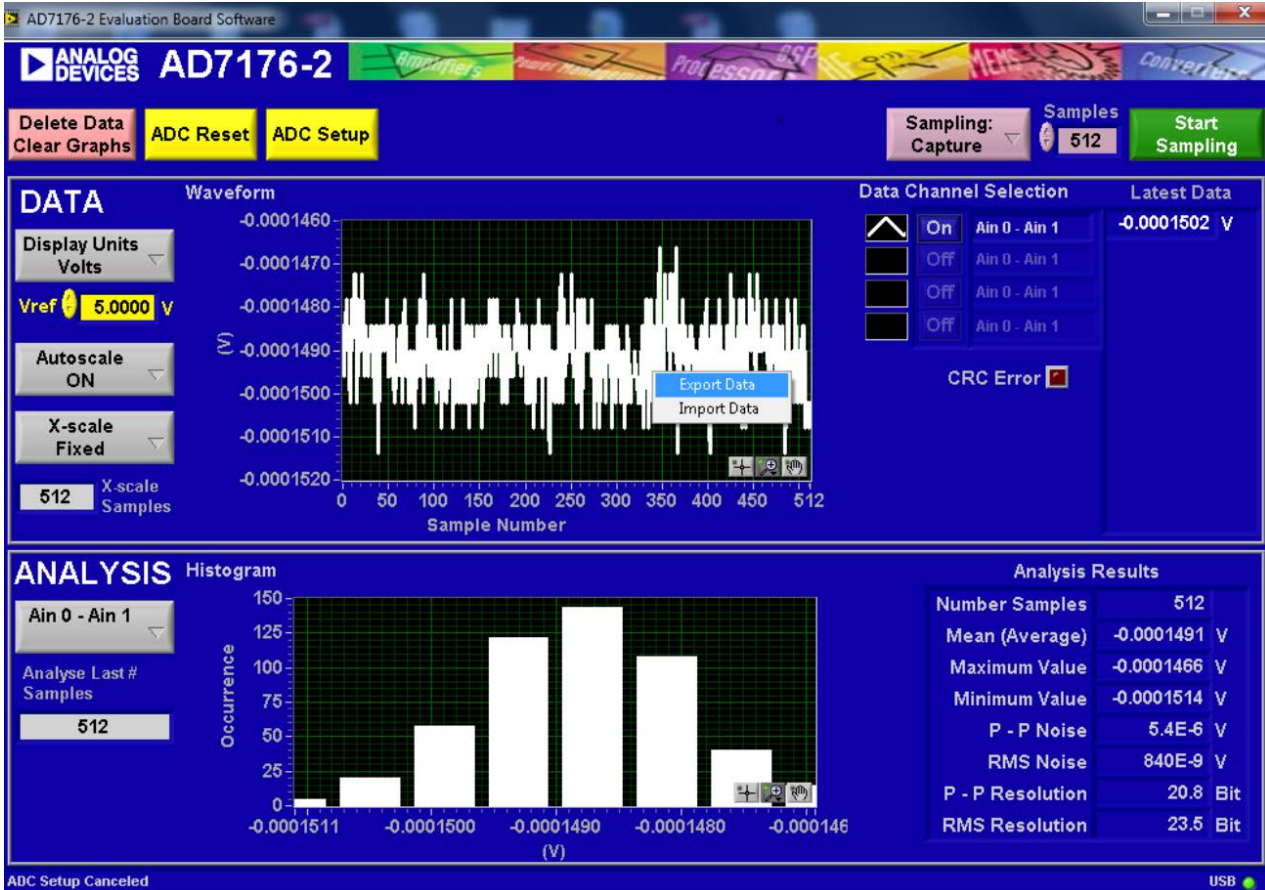 AD7176-2 Evaluation Board Software
ANALOG DEVICES
AD7176-2
Amplifiers
Power Management
Processors
DSP
RF
MEMS
Converters
Delete Data
Clear Graphs
ADC Reset
ADC Setup
Sampling:
Capture
Samples
512
Start
Sampling
DATA
Display Units
Volts
Vref 5.0000 V
Autoscale
ON
X-scale
Fixed
512 X-scale
Samples
Waveform
-0.0001460
-0.0001470
-0.0001480
-0.0001490
-0.0001500
-0.0001510
-0.0001520
(V)
0 50 100 150 200 250 300 350 400 450 512
Sample Number
Export Data
Import Data
Data Channel Selection
On Ain 0 - Ain 1
Off Ain 0 - Ain 1
Off Ain 0 - Ain 1
Off Ain 0 - Ain 1
CRC Error
Latest Data
-0.0001502 V
ANALYSIS
Ain 0 - Ain 1
Analyse Last #
Samples
512
Histogram
150
125
100
75
50
25
0
Occurrence
-0.0001511 -0.0001500 -0.0001490 -0.0001480 -0.000146
(V)
Analysis Results
Number Samples 512
Mean (Average) -0.0001491 V
Maximum Value -0.0001466 V
Minimum Value -0.0001514 V
P - P Noise 5.4E-6 V
RMS Noise 840E-9 V
P - P Resolution 20.8 Bit
RMS Resolution 23.5 Bit
ADC Setup Canceled
USB